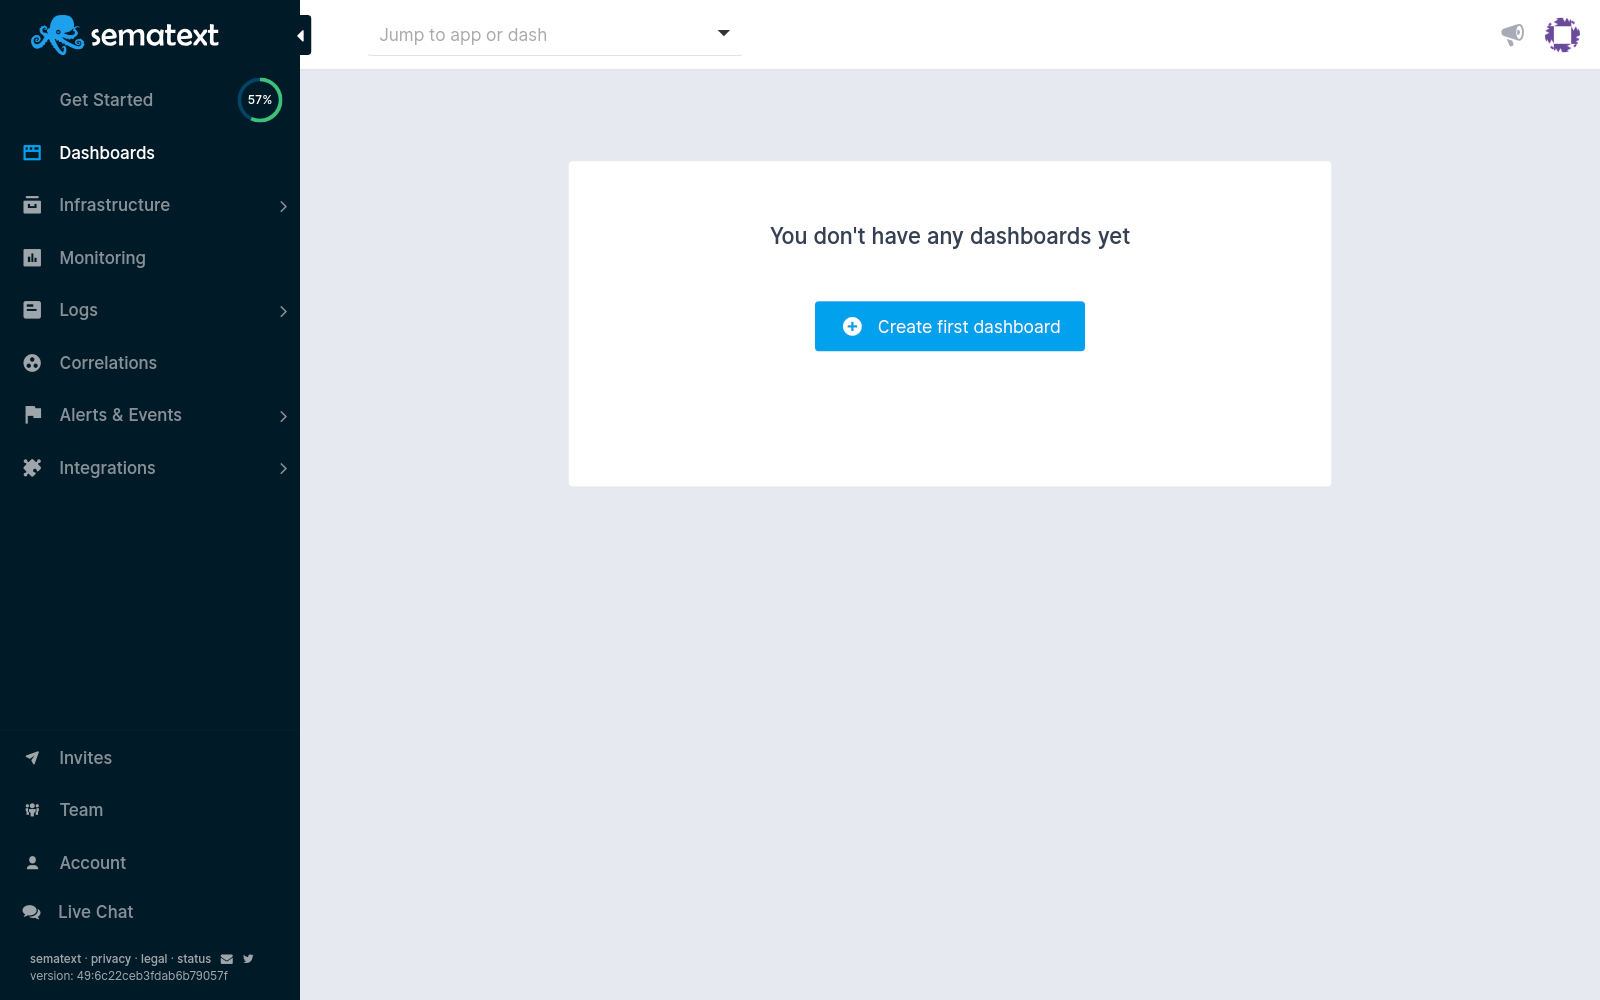 sematext
Jump to app or dash
Get Started
57%
Dashboards
Infrastructure
Monitoring
Logs
Correlations
Alerts & Events
Integrations
You don't have any dashboards yet
Create first dashboard
Invites
Team
Account
Live Chat
sematext · privacy · legal · status
version: 49:6c22ceb3fdab6b79057f